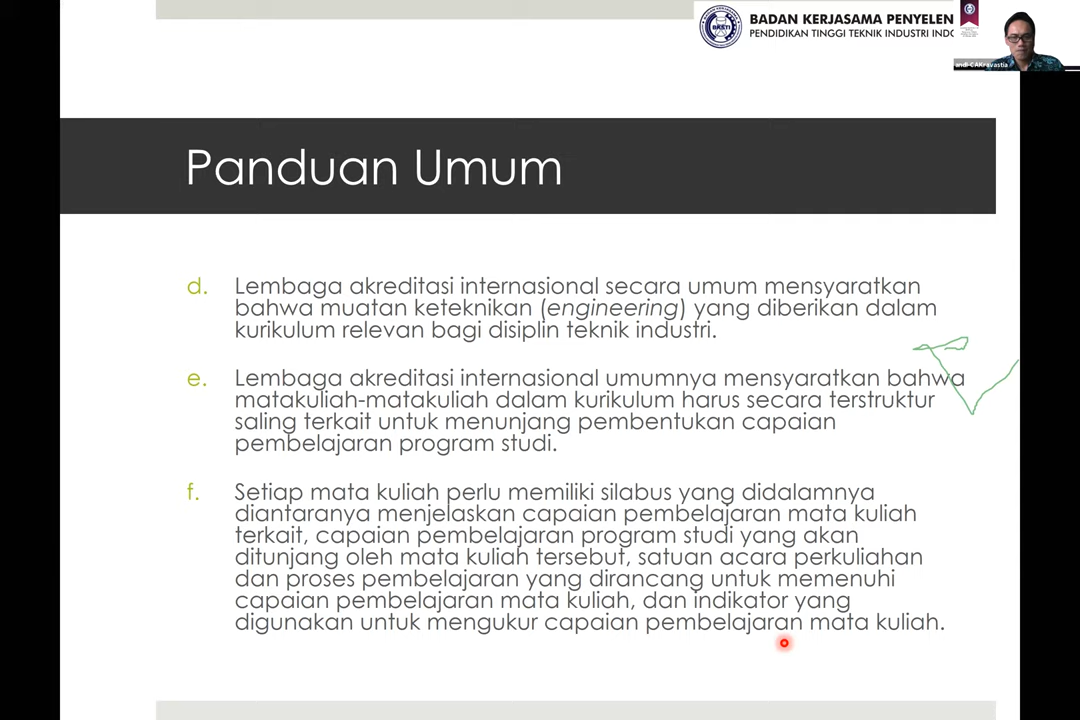 BADAN KERJASAMA PENYELEN
PENDIDIKAN TINGGI TEKNIK INDUSTRI INDO
BKSTI
andi-CAKravastia
Panduan Umum
d. Lembaga akreditasi internasional secara umum mensyaratkan
bahwa muatan keteknikan (engineering) yang diberikan dalam
kurikulum relevan bagi disiplin teknik industri.
e. Lembaga akreditasi internasional umumnya mensyaratkan bahwa
matakuliah-matakuliah dalam kurikulum harus secara terstruktur
saling terkait untuk menunjang pembentukan capaian
pembelajaran program studi.
f. Setiap mata kuliah perlu memiliki silabus yang didalamnya
diantaranya menjelaskan capaian pembelajaran mata kuliah
terkait, capaian pembelajaran program studi yang akan
ditunjang oleh mata kuliah tersebut, satuan acara perkuliahan
dan proses pembelajaran yang dirancang untuk memenuhi
capaian pembelajaran mata kuliah, dan indikator yang
digunakan untuk mengukur capaian pembelajaran mata kuliah.